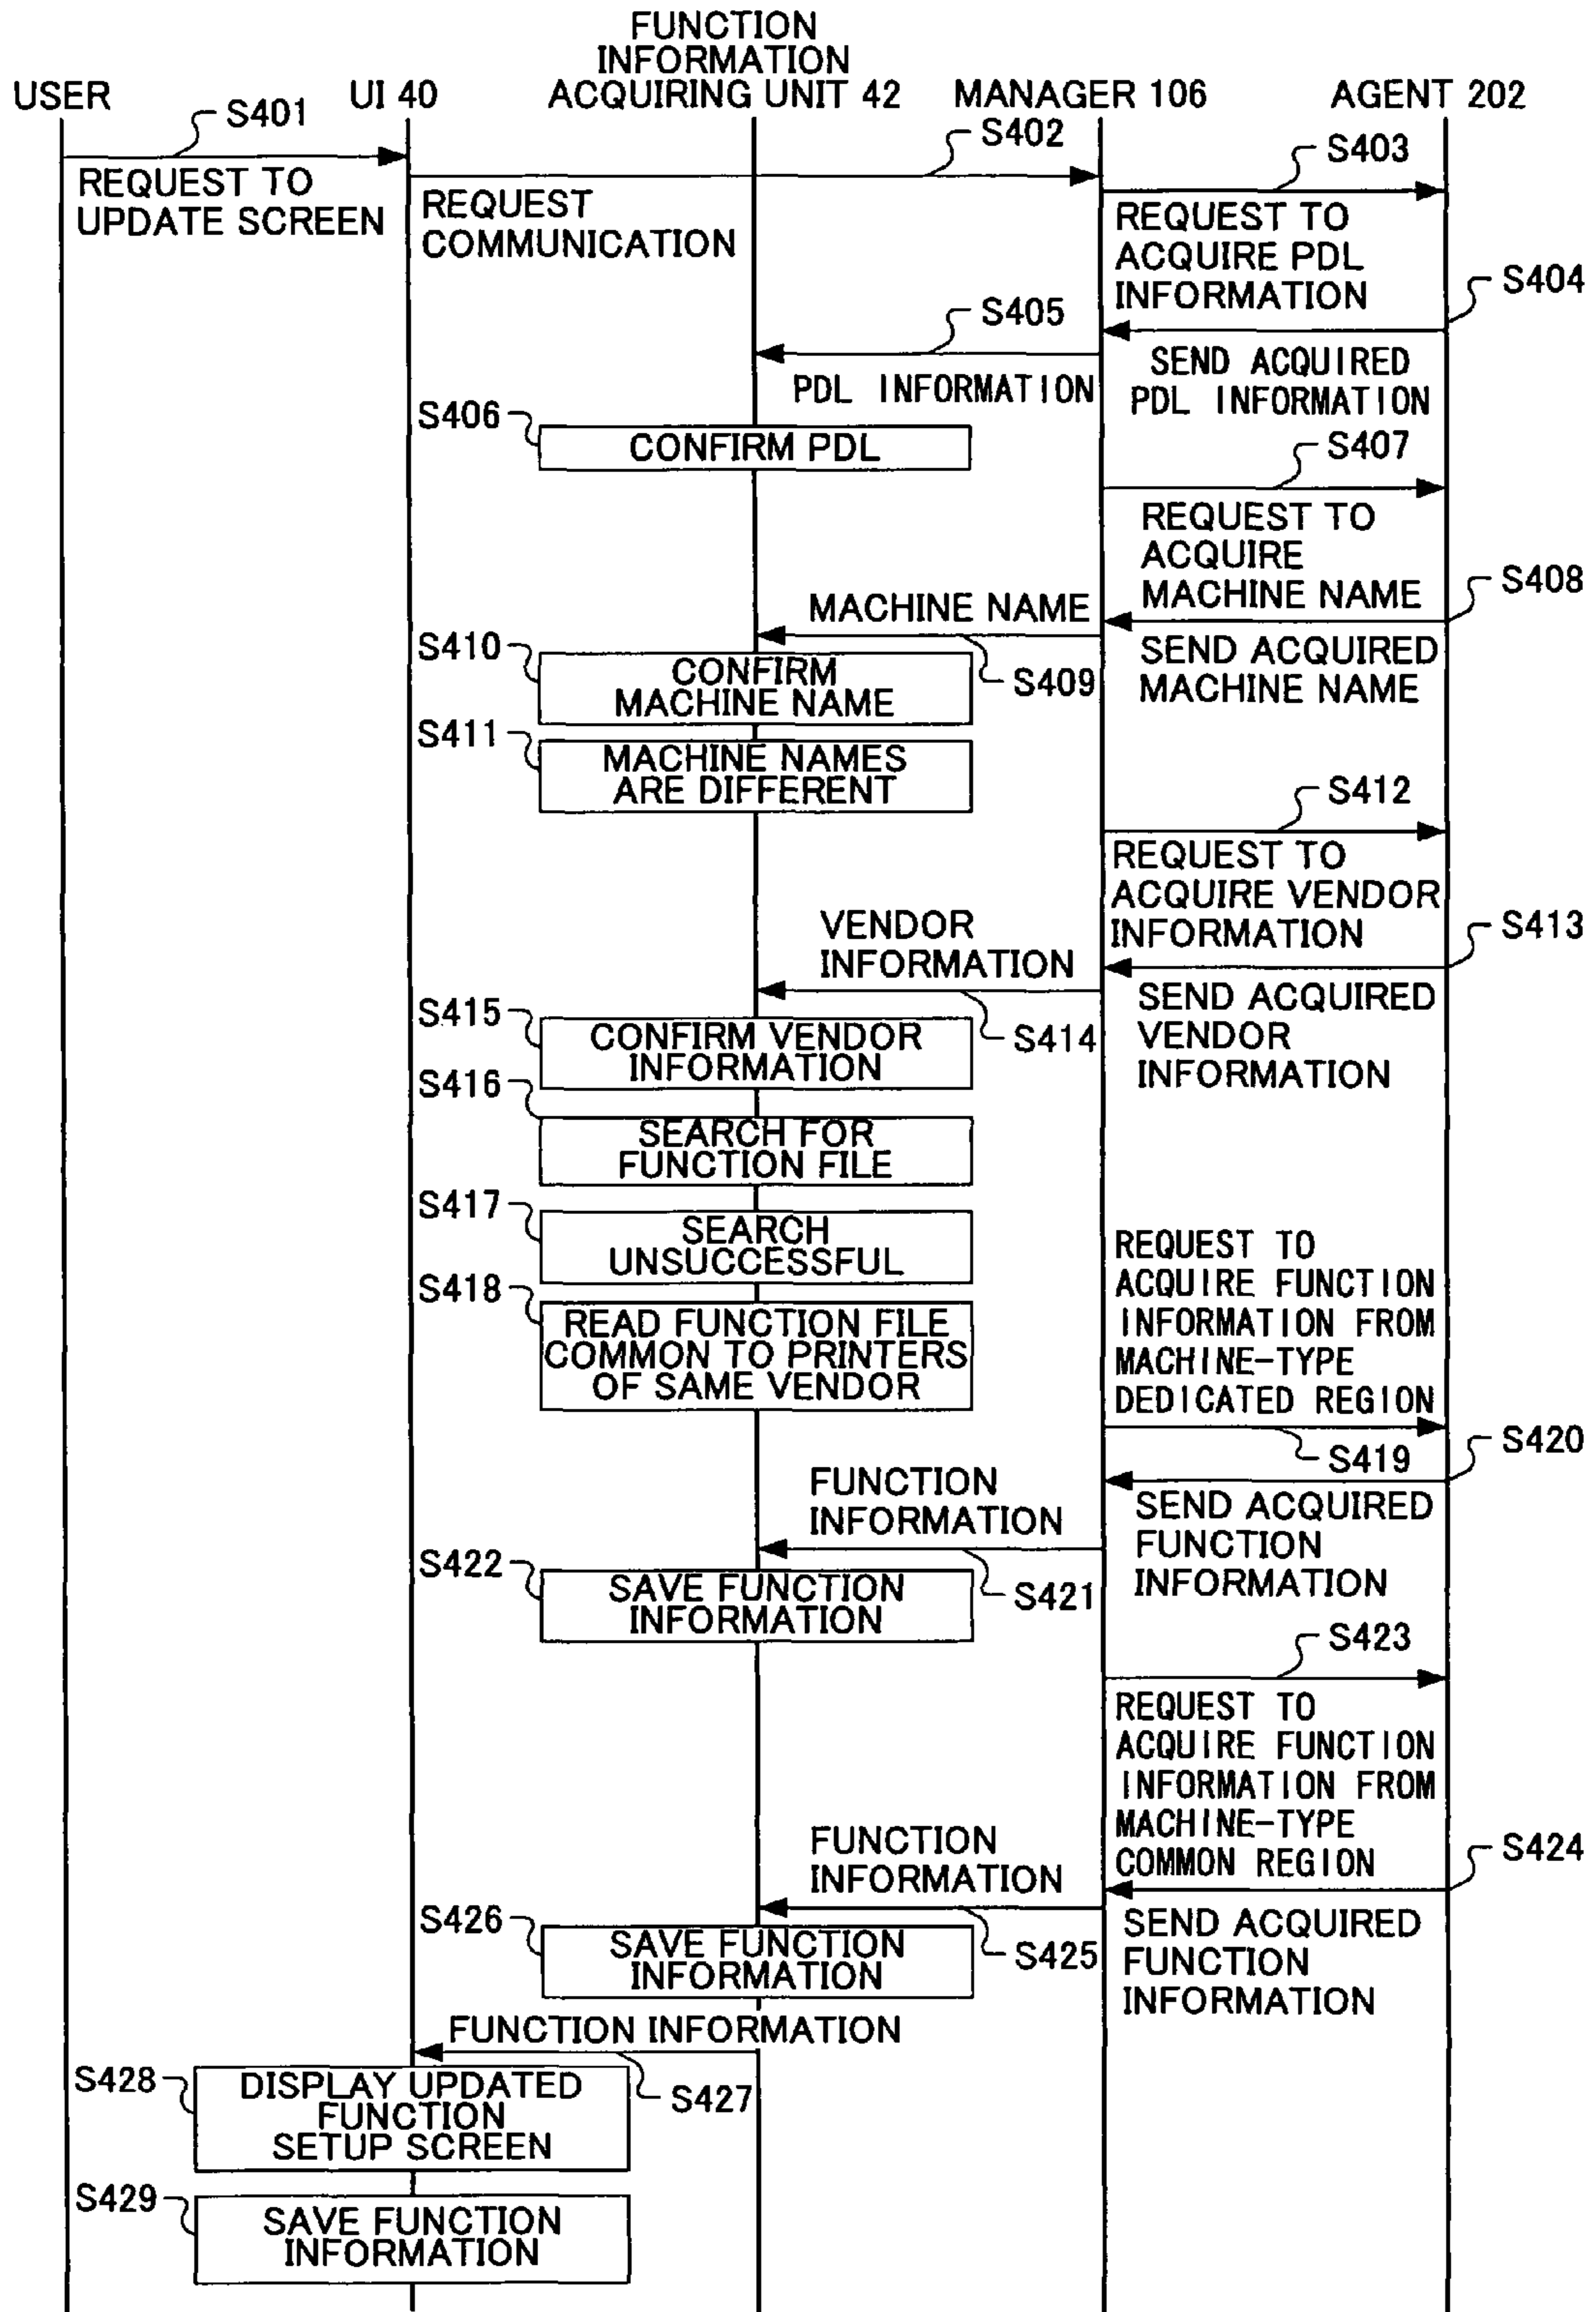 FUNCTION
INFORMATION
USER
UI 40
ACQUIRING UNIT 42
MANAGER 106
AGENT 202
S401
S402
S403
REQUEST TO
UPDATE SCREEN
REQUEST
COMMUNICATION
REQUEST TO
ACQUIRE PDL
INFORMATION
S404
S405
PDL INFORMATION
SEND ACQUIRED
PDL INFORMATION
S406
CONFIRM PDL
S407
REQUEST TO
ACQUIRE
MACHINE NAME
S408
MACHINE NAME
S409
SEND ACQUIRED
MACHINE NAME
S410
CONFIRM
MACHINE NAME
S411
MACHINE NAMES
ARE DIFFERENT
S412
REQUEST TO
ACQUIRE VENDOR
INFORMATION
S413
VENDOR
INFORMATION
S414
SEND ACQUIRED
VENDOR
INFORMATION
S415
CONFIRM VENDOR
INFORMATION
S416
SEARCH FOR
FUNCTION FILE
S417
SEARCH
UNSUCCESSFUL
S418
READ FUNCTION FILE
COMMON TO PRINTERS
OF SAME VENDOR
REQUEST TO
ACQUIRE FUNCTION
INFORMATION FROM
MACHINE-TYPE
DEDICATED REGION
S419
S420
FUNCTION
INFORMATION
S421
SEND ACQUIRED
FUNCTION
INFORMATION
S422
SAVE FUNCTION
INFORMATION
S423
REQUEST TO
ACQUIRE FUNCTION
INFORMATION FROM
MACHINE-TYPE
COMMON REGION
S424
FUNCTION
INFORMATION
S425
SEND ACQUIRED
FUNCTION
INFORMATION
S426
SAVE FUNCTION
INFORMATION
FUNCTION INFORMATION
S427
S428
DISPLAY UPDATED
FUNCTION
SETUP SCREEN
S429
SAVE FUNCTION
INFORMATION